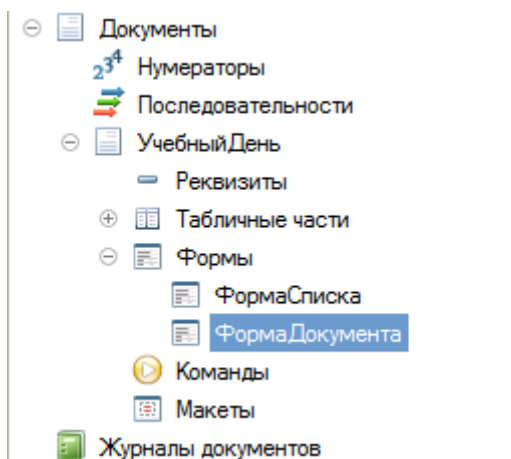 Документы
Нумераторы
Последовательности
УчебныйДень
Реквизиты
Табличные части
Формы
ФормаСписка
ФормаДокумента
Команды
Макеты
Журналы документов